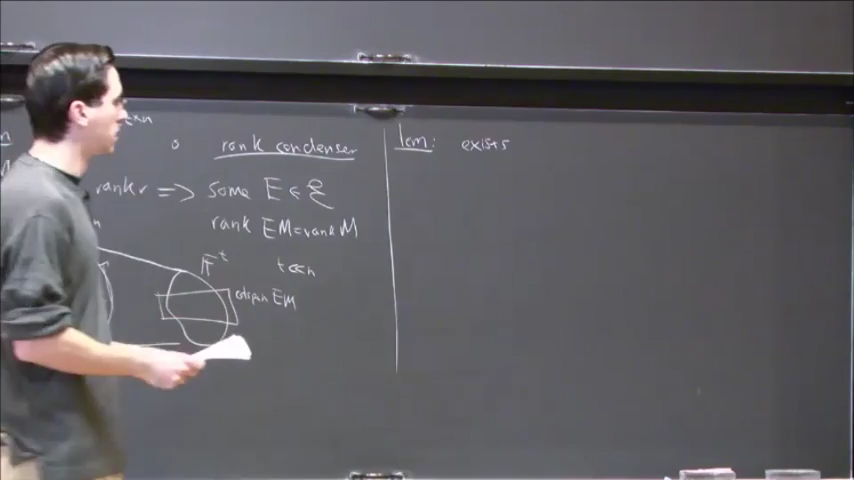 t×n
rank condenser
rank r => some E ∈ ℰ
rank EM=rank M
𝔽^t t<<n
colspan EM
lem: exists